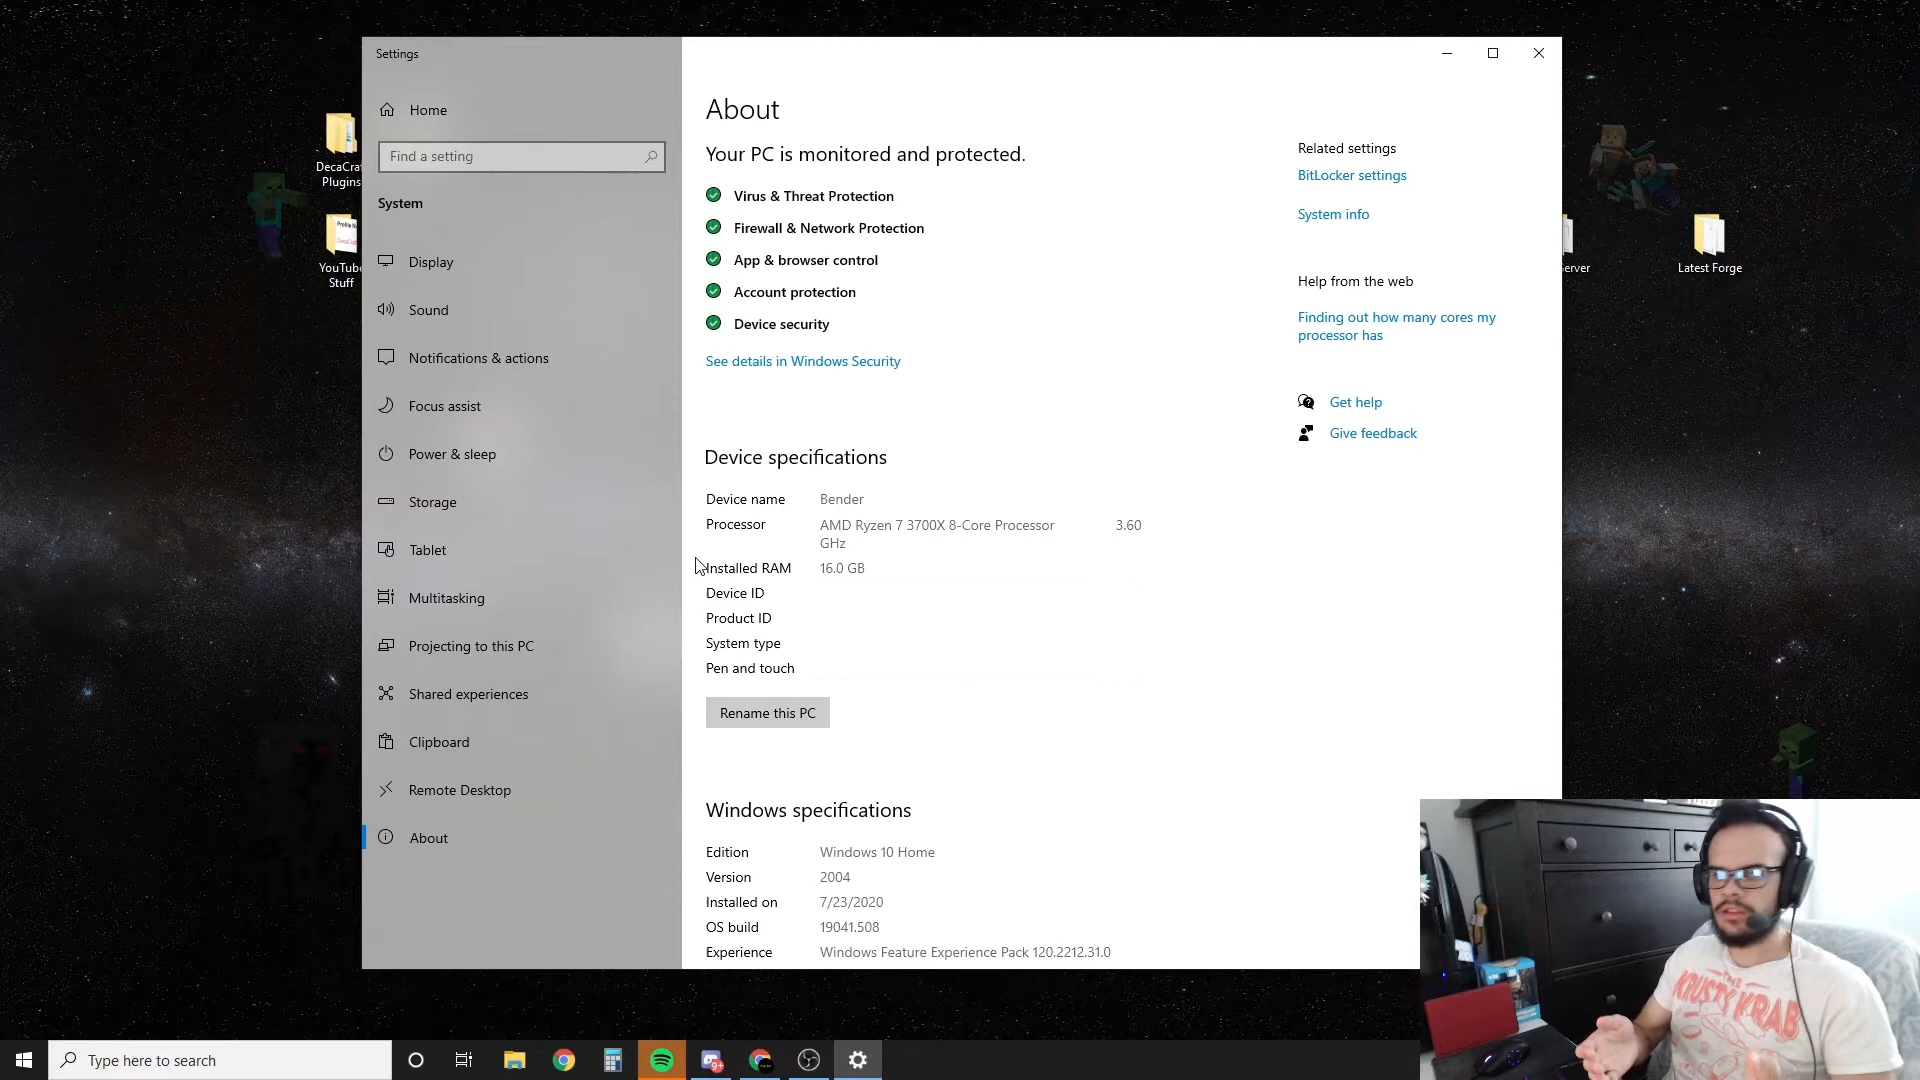 Settings
Home
Find a setting
System
Display
Sound
Notifications & actions
Focus assist
Power & sleep
Storage
Tablet
Multitasking
Projecting to this PC
Shared experiences
Clipboard
Remote Desktop
About
About
Your PC is monitored and protected.
Virus & Threat Protection
Firewall & Network Protection
App & browser control
Account protection
Device security
See details in Windows Security
Device specifications
Device name Bender
Processor AMD Ryzen 7 3700X 8-Core Processor 3.60
GHz
Installed RAM 16.0 GB
Device ID
Product ID
System type
Pen and touch
Rename this PC
Windows specifications
Edition Windows 10 Home
Version 2004
Installed on 7/23/2020
OS build 19041.508
Experience Windows Feature Experience Pack 120.2212.31.0
Related settings
BitLocker settings
System info
Help from the web
Finding out how many cores my
processor has
Get help
Give feedback
DecaCra
Plugins
YouTube
Stuff
erver
Latest Forge
THE
KRUSTY KRAB
Type here to search
9+